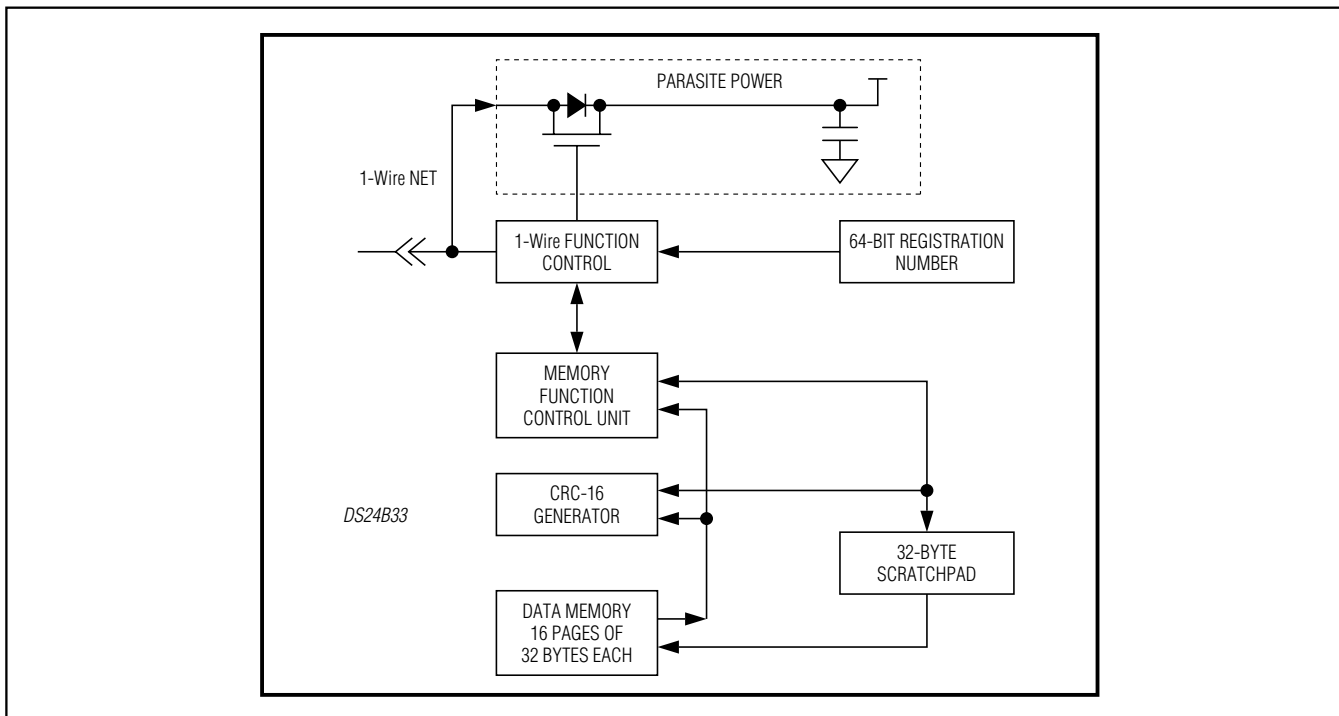 PARASITE POWER
1-Wire NET
1-Wire FUNCTION
CONTROL
64-BIT REGISTRATION
NUMBER
MEMORY
FUNCTION
CONTROL UNIT
CRC-16
GENERATOR
DS24B33
32-BYTE
SCRATCHPAD
DATA MEMORY
16 PAGES OF
32 BYTES EACH